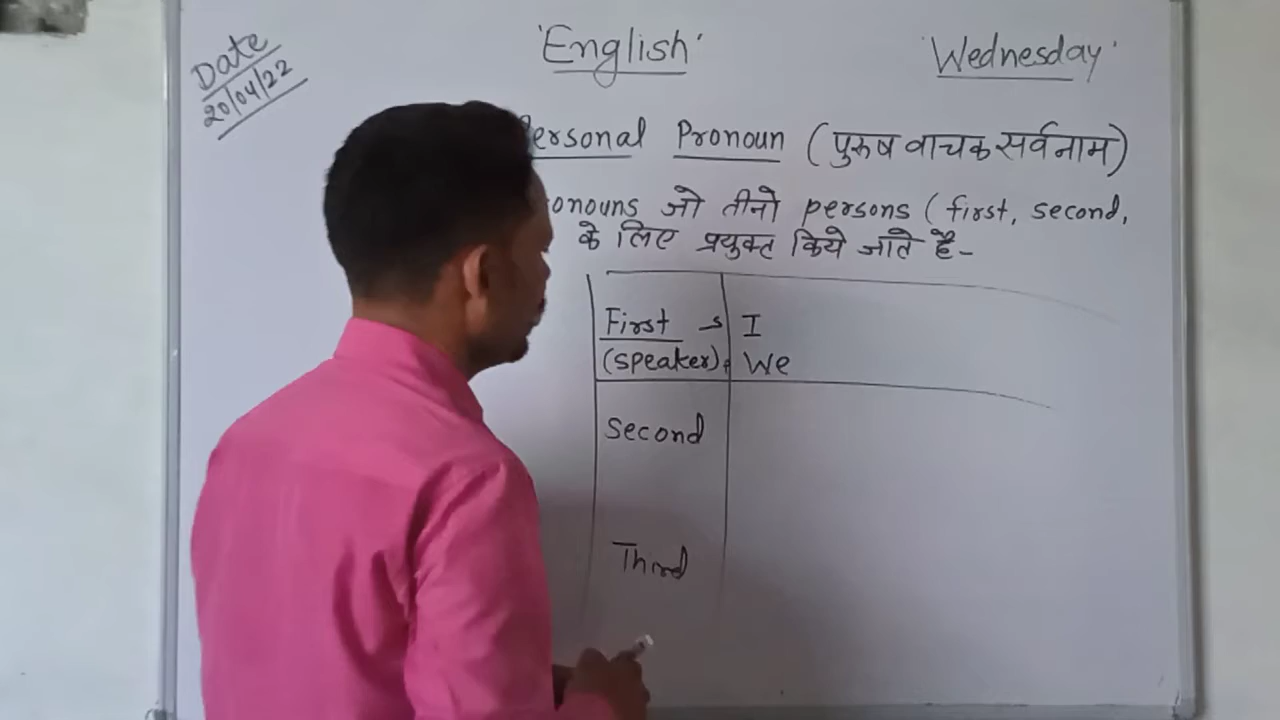 Date
20/04/22
'English'
'Wednesday'
Personal Pronoun (पुरुष वाचक सर्वनाम)
onouns जो तीनो persons (first, second,
के लिए प्रयुक्त किये जाते है-
First → s I
(speaker) We
Second
Third